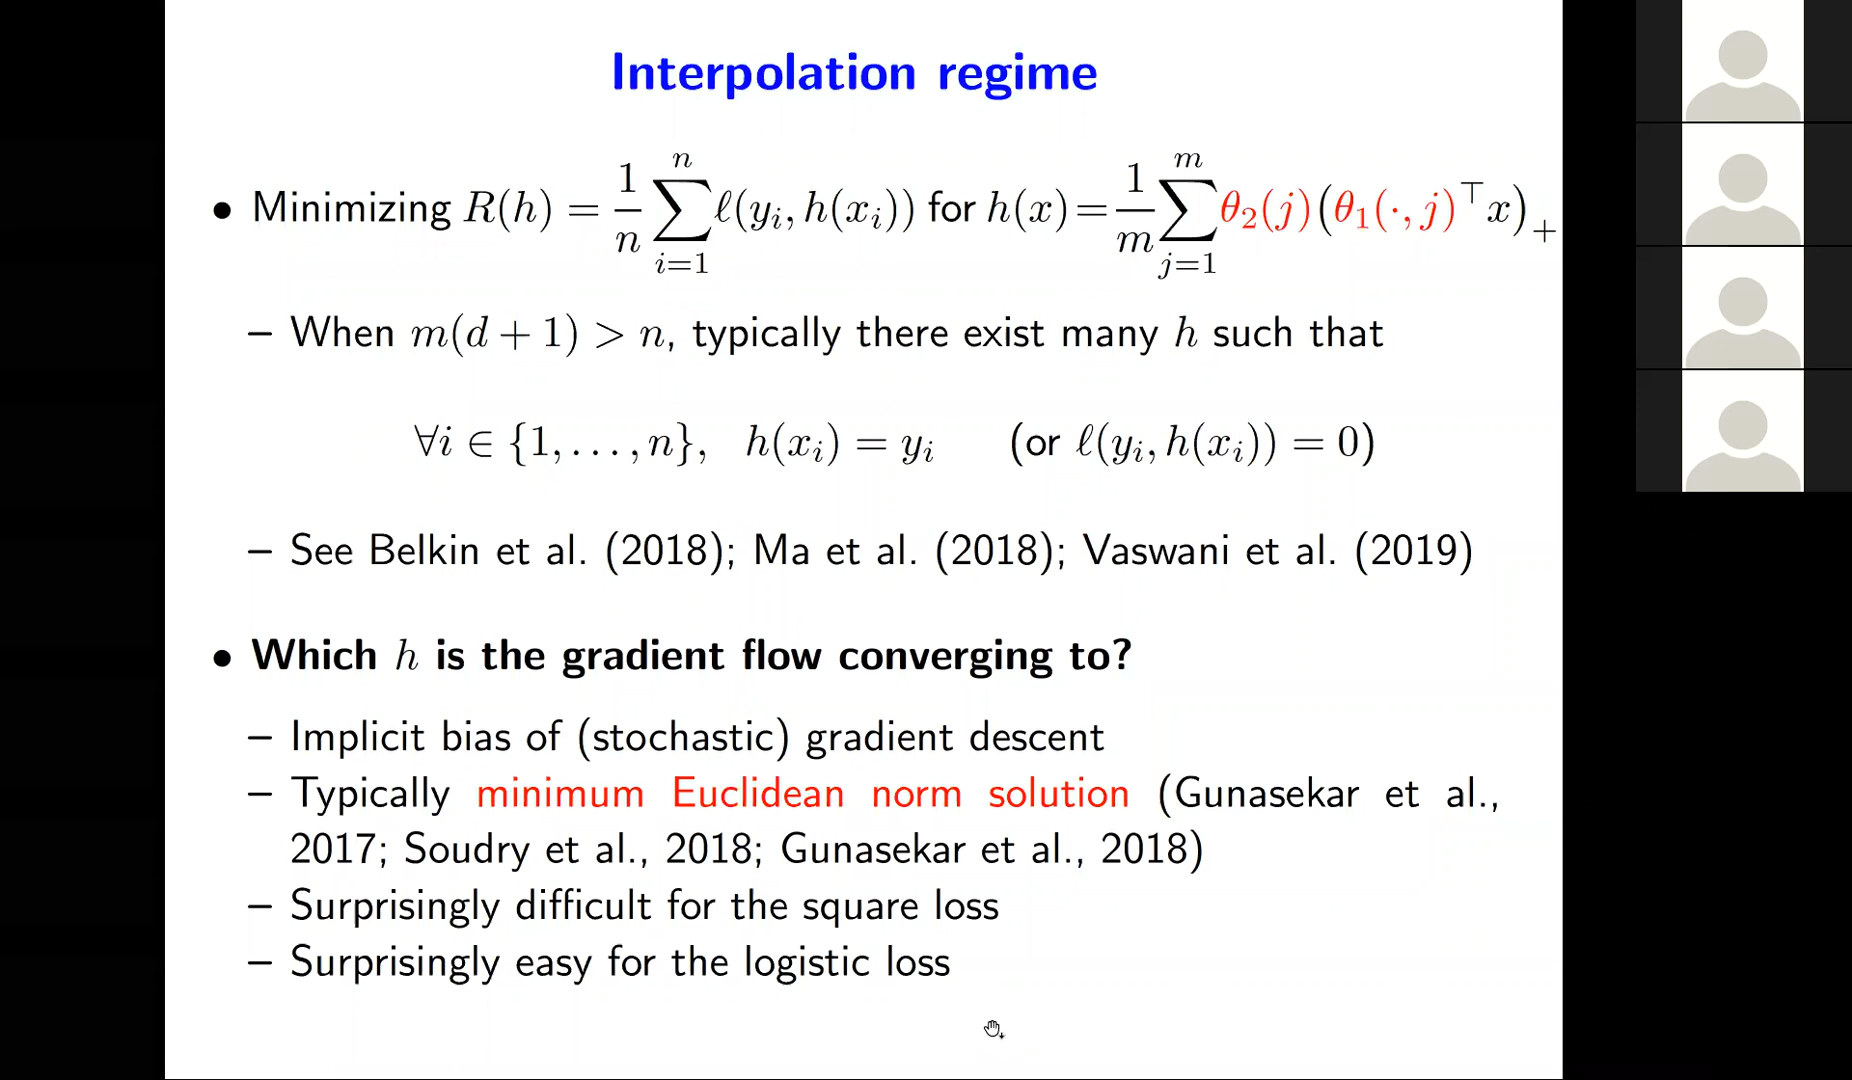 Interpolation regime
• Minimizing R(h) = \frac{1}{n} \sum_{i=1}^{n} ℓ(y_i, h(x_i)) for h(x) = \frac{1}{m} \sum_{j=1}^{m} θ_2(j)(θ_1(·, j)^⊤ x)_+
– When m(d + 1) > n, typically there exist many h such that
∀i ∈ {1, . . . , n}, h(x_i) = y_i (or ℓ(y_i, h(x_i)) = 0)
– See Belkin et al. (2018); Ma et al. (2018); Vaswani et al. (2019)
• Which h is the gradient flow converging to?
– Implicit bias of (stochastic) gradient descent
– Typically minimum Euclidean norm solution (Gunasekar et al.,
2017; Soudry et al., 2018; Gunasekar et al., 2018)
– Surprisingly difficult for the square loss
– Surprisingly easy for the logistic loss